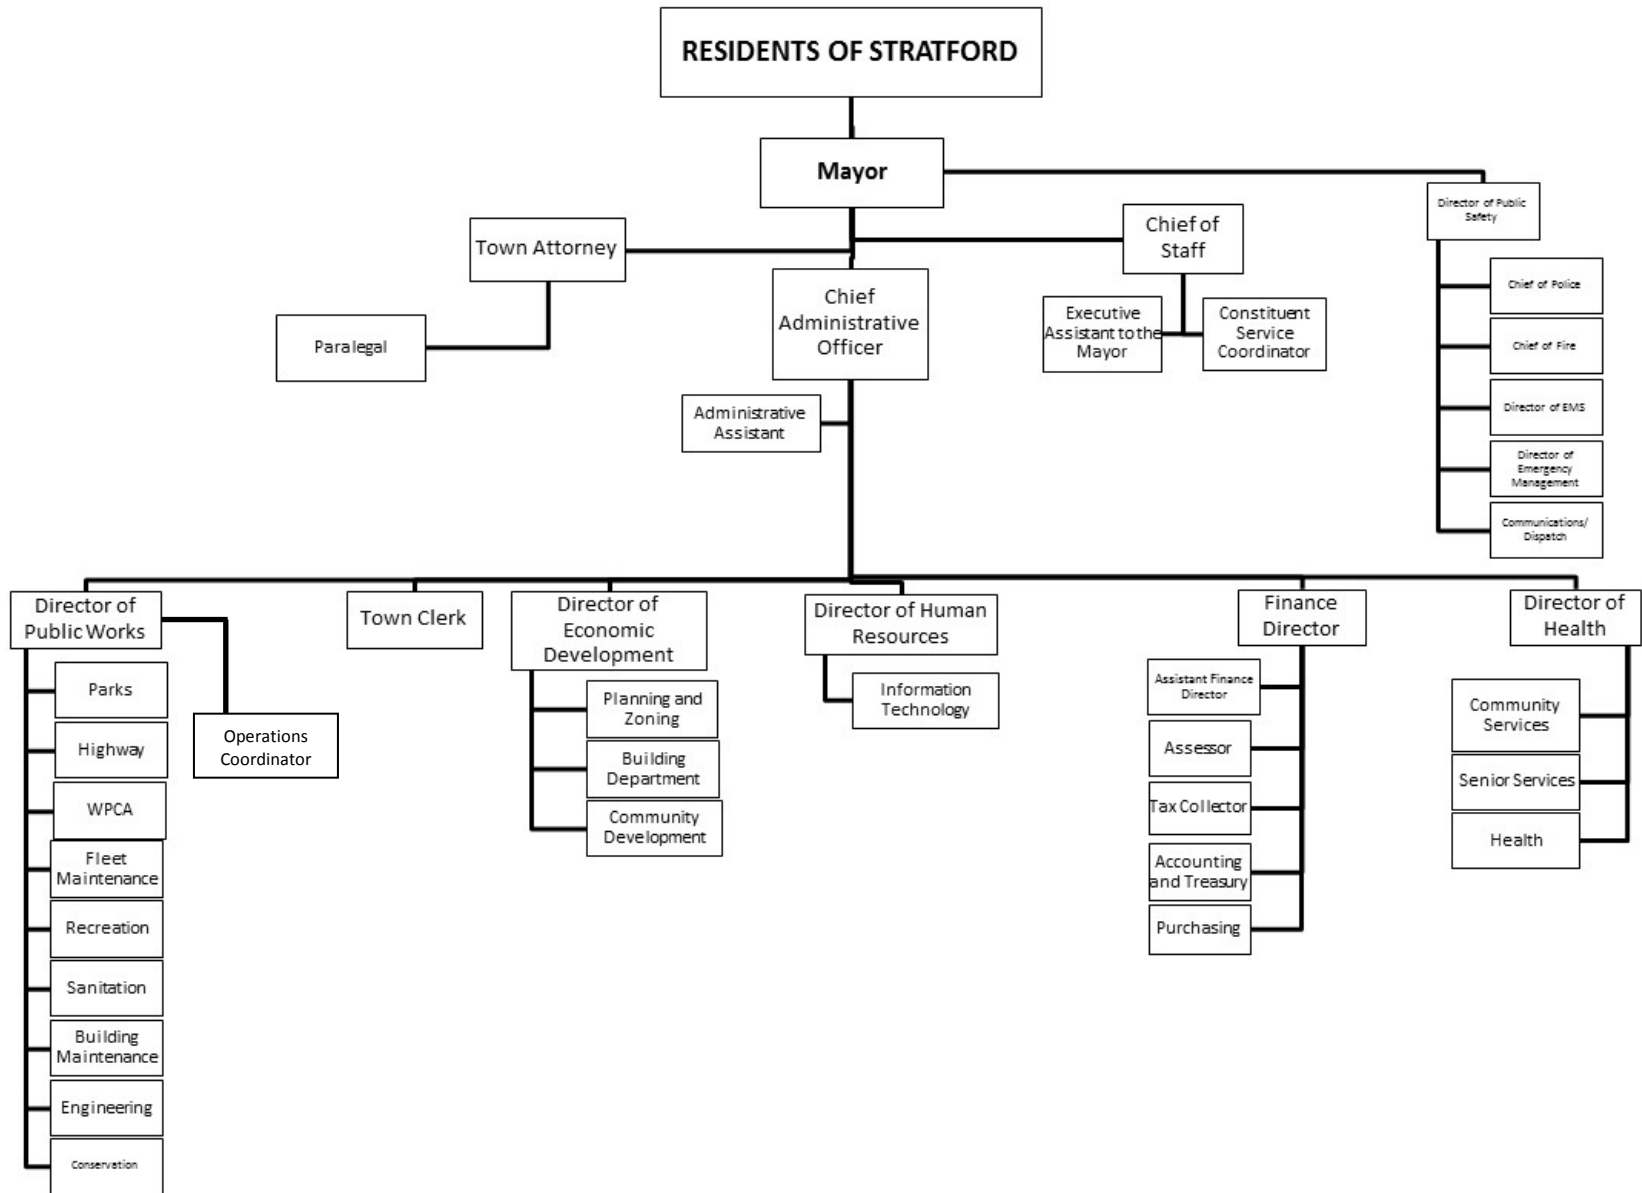 RESIDENTS OF STRATFORD
Mayor
Director of Public
Safety
Town Attorney
Chief of
Staff
Chief
Administrative
Officer
Paralegal
Executive
Assistant to the
Mayor
Constituent
Service
Coordinator
Chief of Police
Chief of Fire
Director of EMS
Director of
Emergency
Management
Communications/
Dispatch
Administrative
Assistant
Director of
Public Works
Town Clerk
Director of
Economic
Development
Director of Human
Resources
Finance
Director
Director of
Health
Parks
Highway
WPCA
Fleet
Maintenance
Recreation
Sanitation
Building
Maintenance
Engineering
Conservation
Operations
Coordinator
Planning and
Zoning
Building
Department
Community
Development
Information
Technology
Assistant Finance
Director
Assessor
Tax Collector
Accounting
and Treasury
Purchasing
Community
Services
Senior Services
Health